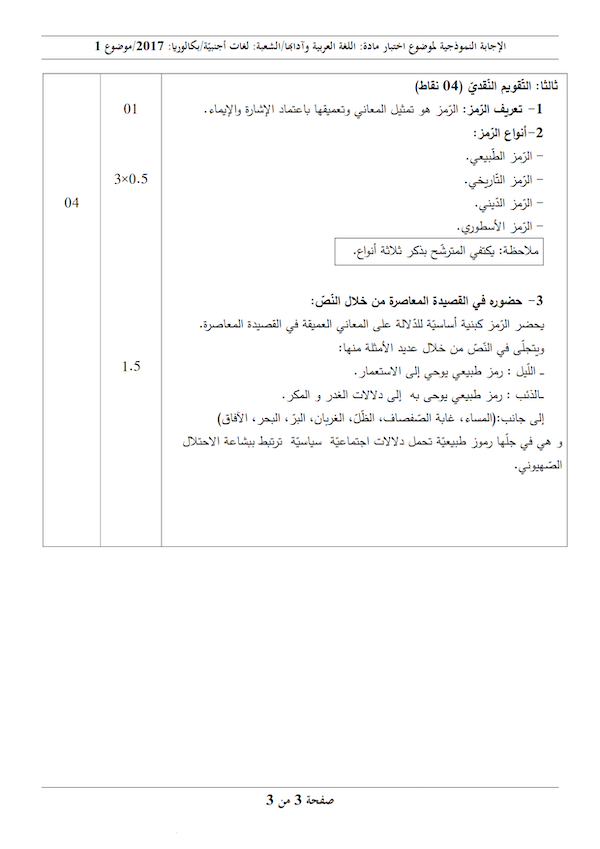 الإجابة النموذجية لموضوع اختبار مادة: اللغة العربية وآدابها/الشعبة: لغات أجنبيّة/بكالوريا: 2017/موضوع 1
ثالثا: التّقويم النّقديّ (04 نقاط)
1- تعريف الرّمز: الرّمز هو تمثيل المعاني وتعميقها باعتماد الإشارة والإيماء.
01
2-أنواع الرّمز:
– الرّمز الطّبيعي.
– الرّمز التّاريخي.
3×0.5
– الرّمز الدّيني.
04
– الرّمز الأسطوري.
ملاحظة: يكتفي المترشّح بذكر ثلاثة أنواع.
3- حضوره في القصيدة المعاصرة من خلال النّصّ:
يحضر الرّمز كبنية أساسيّة للدّلالة على المعاني العميقة في القصيدة المعاصرة.
ويتجلّى في النّصّ من خلال عديد الأمثلة منها:
ـ اللّيل : رمز طبيعي يوحي إلى الاستعمار.
1.5
ـالذئب : رمز طبيعي يوحى به إلى دلالات الغدر و المكر.
إلى جانب:(المساء، غابة الصّفصاف، الظّلّ، الغربان، البرّ، البحر، الآفاق)
و هي في جلّها رموز طبيعيّة تحمل دلالات اجتماعيّة سياسيّة ترتبط ببشاعة الاحتلال
الصّهيوني.
صفحة 3 من 3